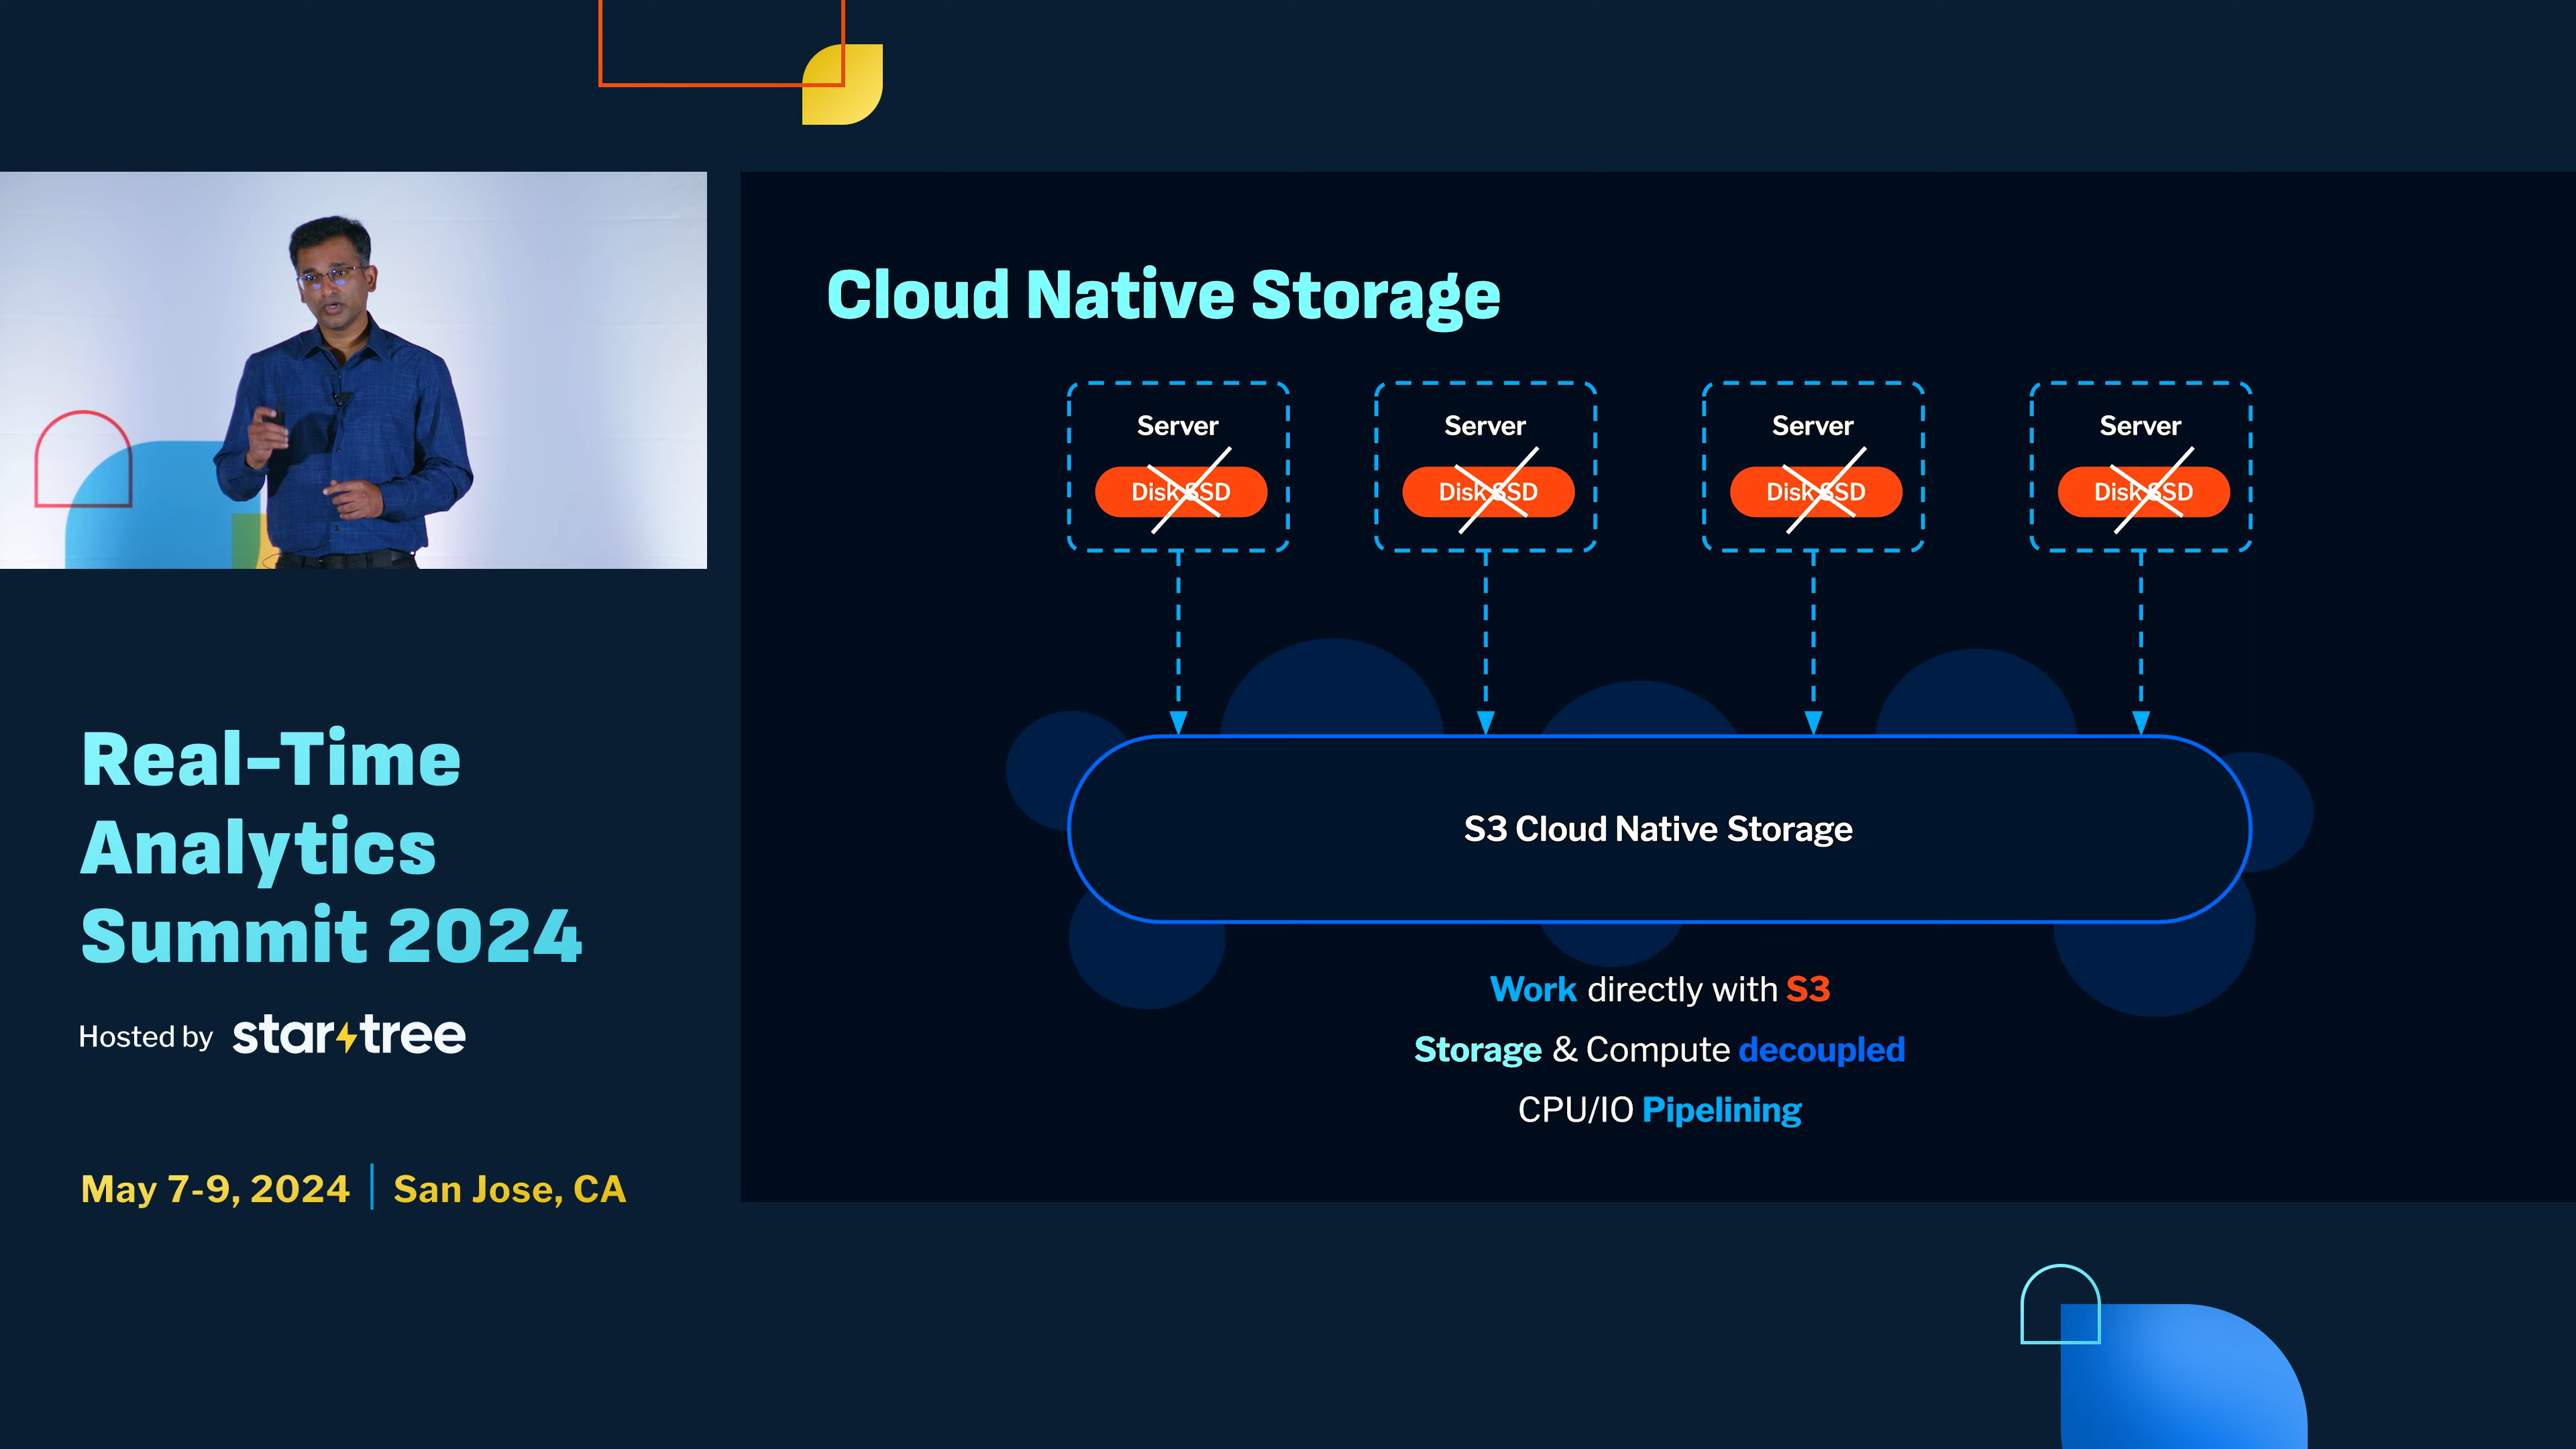 Cloud Native Storage
Server
Disk SSD
Server
Disk SSD
Server
Disk SSD
Server
Disk SSD
S3 Cloud Native Storage
Work directly with S3
Storage & Compute decoupled
CPU/IO Pipelining
Real-Time
Analytics
Summit 2024
Hosted by startree
May 7-9, 2024 | San Jose, CA